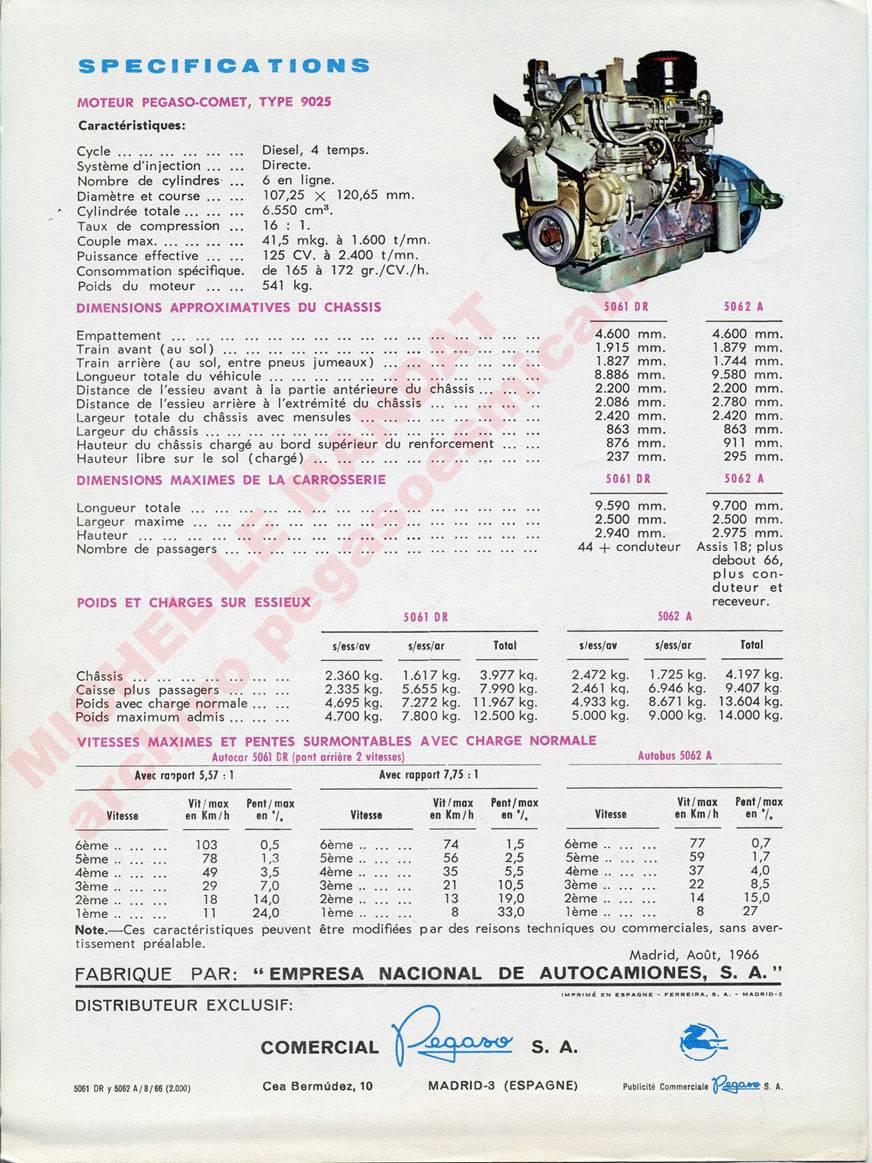 SPECIFICATIONS
MOTEUR PEGASO-COMET, TYPE 9025
Caractéristiques:
Cycle ... ... ... ... ... ... Diesel, 4 temps.
Système d'injection ... ... Directe.
Nombre de cylindres ... 6 en ligne.
Diamètre et course ... ... 107,25 × 120,65 mm.
Cylindrée totale ... ... ... 6.550 cm³.
Taux de compression ... 16 : 1.
Couple max. ... ... ... ... 41,5 mkg. à 1.600 t/mn.
Puissance effective ... ... 125 CV. à 2.400 t/mn.
Consommation spécifique. de 165 à 172 gr./CV./h.
Poids du moteur ... ... 541 kg.
DIMENSIONS APPROXIMATIVES DU CHASSIS 5061 DR 5062 A
Empattement ... 4.600 mm. 4.600 mm.
Train avant (au sol) ... 1.915 mm. 1.879 mm.
Train arrière (au sol, entre pneus jumeaux) ... 1.827 mm. 1.744 mm.
Longueur totale du véhicule ... 8.886 mm. 9.580 mm.
Distance de l'essieu avant à la partie antérieure du châssis ... 2.200 mm. 2.200 mm.
Distance de l'essieu arrière à l'extrémité du châssis ... 2.086 mm. 2.780 mm.
Largeur totale du châssis avec mensules ... 2.420 mm. 2.420 mm.
Largeur du châssis ... 863 mm. 863 mm.
Hauteur du châssis chargé au bord supérieur du renforcement ... 876 mm. 911 mm.
Hauteur libre sur le sol (chargé) ... 237 mm. 295 mm.
DIMENSIONS MAXIMES DE LA CARROSSERIE 5061 DR 5062 A
Longueur totale ... 9.590 mm. 9.700 mm.
Largeur maxime ... 2.500 mm. 2.500 mm.
Hauteur ... 2.940 mm. 2.975 mm.
Nombre de passagers ... 44 + conduteur Assis 18; plus
debout 66,
plus con-
duteur et
receveur.
POIDS ET CHARGES SUR ESSIEUX
5061 DR 5062 A
s/ess/av s/ess/ar Total s/ess/av s/ess/ar Total
Châssis ... 2.360 kg. 1.617 kg. 3.977 kg. 2.472 kg. 1.725 kg. 4.197 kg.
Caisse plus passagers ... 2.335 kg. 5.655 kg. 7.990 kg. 2.461 kg. 6.946 kg. 9.407 kg.
Poids avec charge normale ... 4.695 kg. 7.272 kg. 11.967 kg. 4.933 kg. 8.671 kg. 13.604 kg.
Poids maximum admis ... 4.700 kg. 7.800 kg. 12.500 kg. 5.000 kg. 9.000 kg. 14.000 kg.
VITESSES MAXIMES ET PENTES SURMONTABLES AVEC CHARGE NORMALE
Autocar 5061 DR (pont arrière 2 vitesses) Autobus 5062 A
Avec rapport 5,57 : 1 Avec rapport 7,75 : 1
Vitesse Vit/max en Km/h Pent/max en % Vitesse Vit/max en Km/h Pent/max en % Vitesse Vit/max en Km/h Pent/max en %
6ème ... 103 0,5 6ème ... 74 1,5 6ème ... 77 0,7
5ème ... 78 1,3 5ème ... 56 2,5 5ème ... 59 1,7
4ème ... 49 3,5 4ème ... 35 5,5 4ème ... 37 4,0
3ème ... 29 7,0 3ème ... 21 10,5 3ème ... 22 8,5
2ème ... 18 14,0 2ème ... 13 19,0 2ème ... 14 15,0
1ème ... 11 24,0 1ème ... 8 33,0 1ème ... 8 27
Note.—Ces caractéristiques peuvent être modifiées par des reisons techniques ou commerciales, sans aver-
tissement préalable.
Madrid, Août, 1966
FABRIQUE PAR: "EMPRESA NACIONAL DE AUTOCAMIONES, S. A."
IMPRIMÉ EN ESPAGNE - FERREIRA, S. A. - MADRID-2
DISTRIBUTEUR EXCLUSIF:
COMERCIAL Pegaso S. A.
5061 DR y 5062 A/8/66 (2.000) Cea Bermúdez, 10 MADRID-3 (ESPAGNE) Publicité Commerciale Pegaso S. A.
MICHEL LE MANDAT
archivo pegasoesmicamion